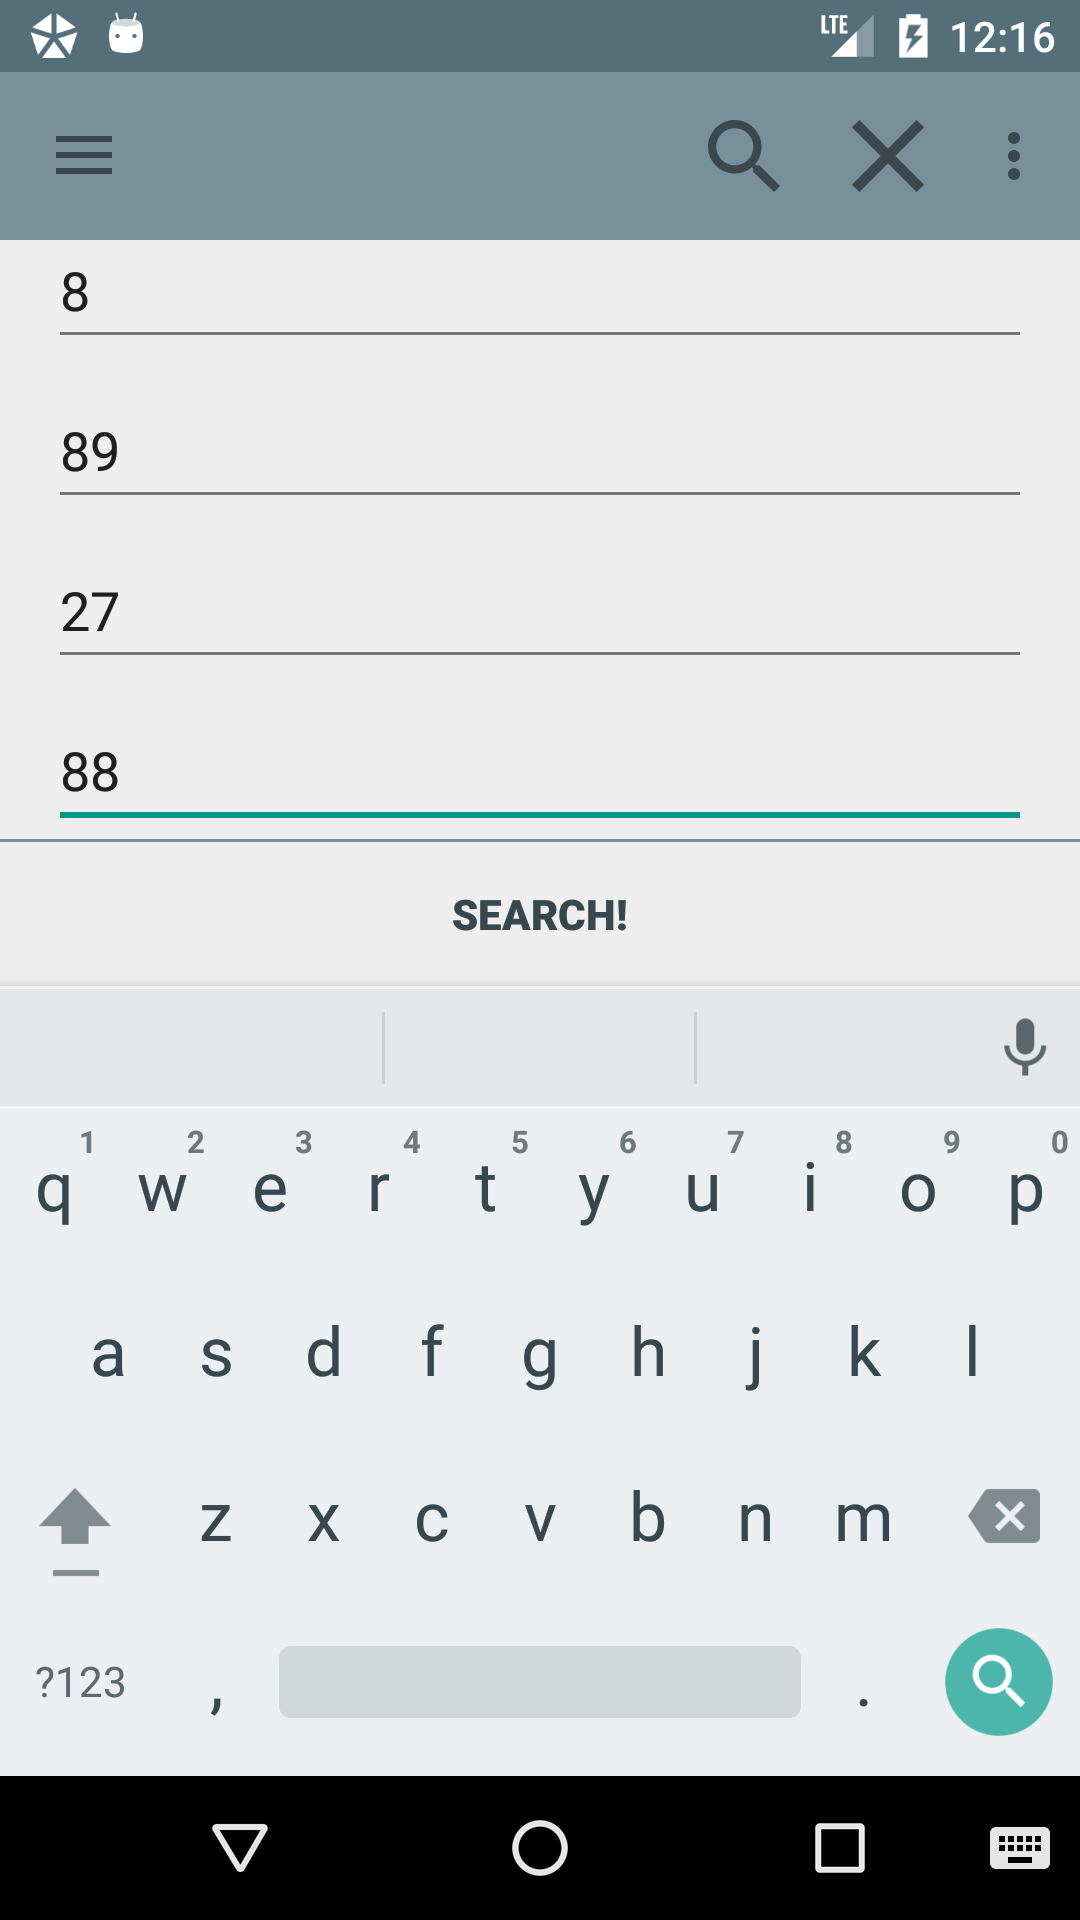 LTE 12:16
8
89
27
88
SEARCH!
1 2 3 4 5 6 7 8 9 0
q w e r t y u i o p
a s d f g h j k l
z x c v b n m
?123 , .